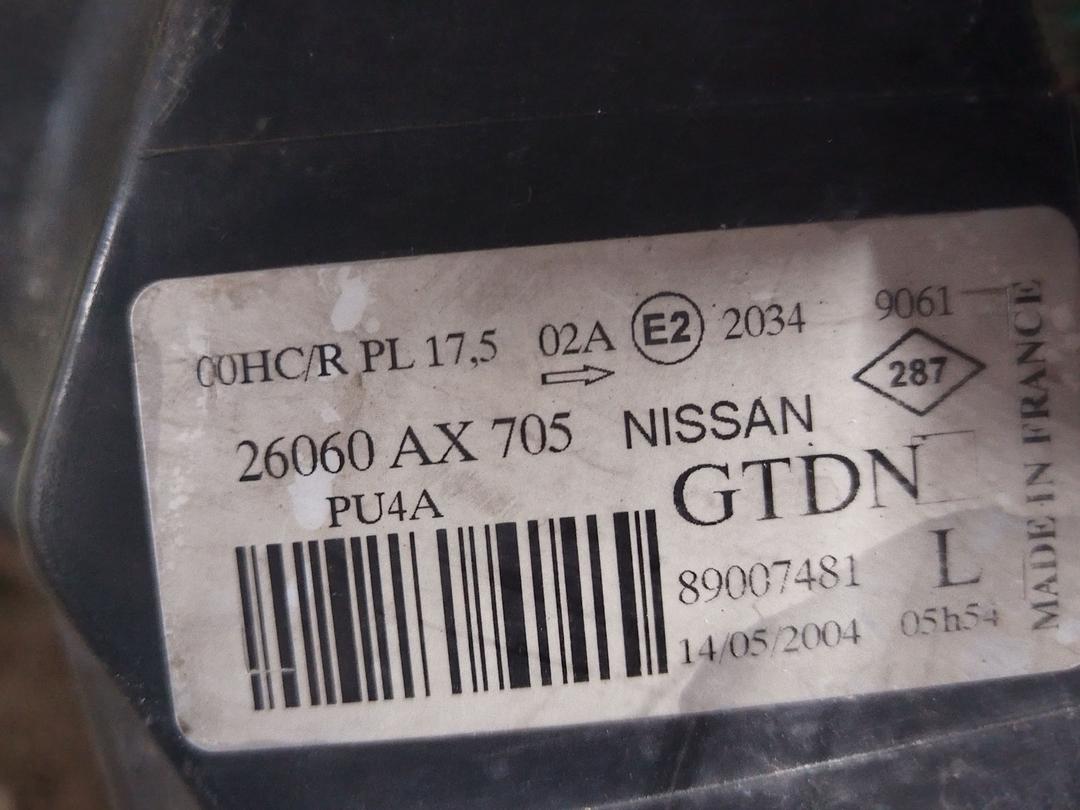 00HC/R PL 17,5 02A E2 2034 9061
287
26060 AX 705 NISSAN
PU4A GTDN
89007481 L
14/05/2004 05h54
MADE IN FRANCE